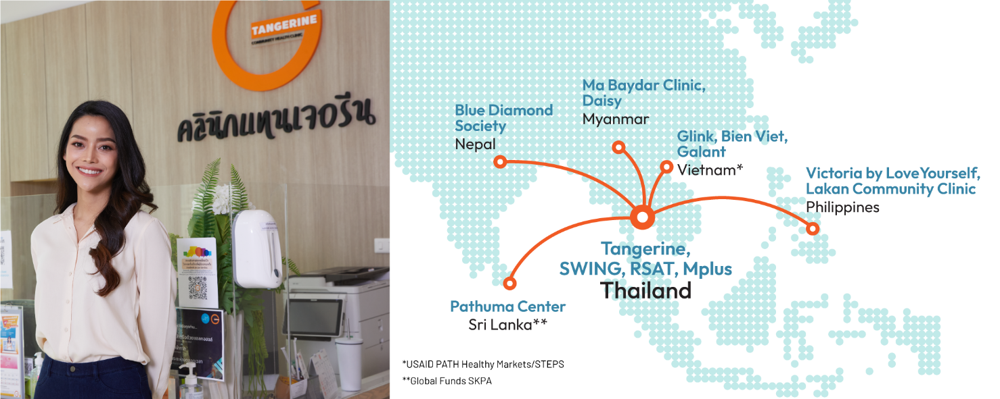 TANGERINE
COMMUNITY HEALTH CLINIC
คลินิกแทนเจอรีน
Blue Diamond
Society
Nepal
Ma Baydar Clinic,
Daisy
Myanmar
Glink, Bien Viet,
Galant
Vietnam*
Victoria by LoveYourself,
Lakan Community Clinic
Philippines
Tangerine,
SWING, RSAT, Mplus
Thailand
Pathuma Center
Sri Lanka**
*USAID PATH Healthy Markets/STEPS
**Global Funds SKPA